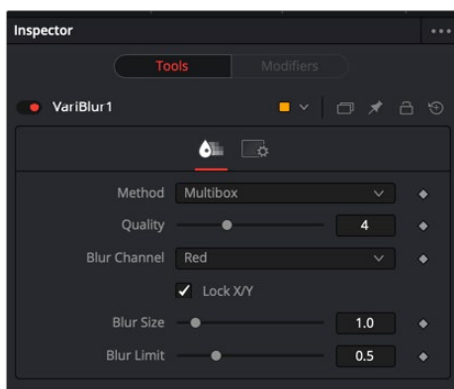 Inspector
Tools Modifiers
VariBlur1
Method Multibox
Quality 4
Blur Channel Red
Lock X/Y
Blur Size 1.0
Blur Limit 0.5